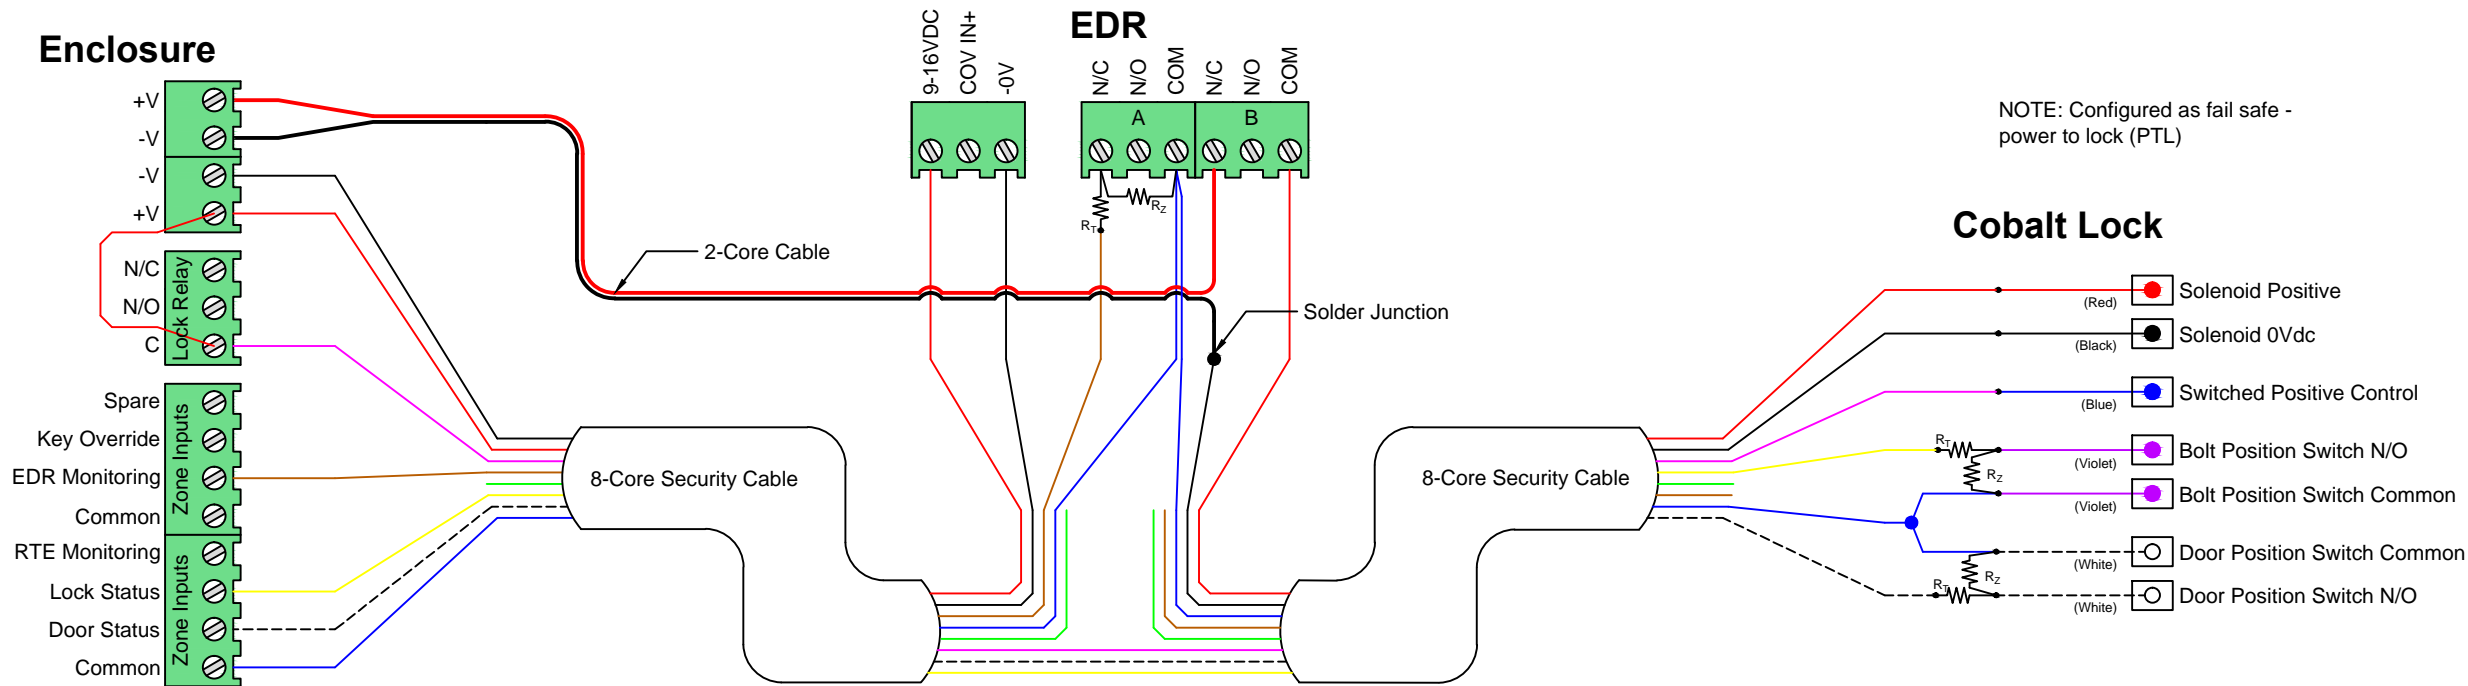 Enclosure
+V
-V
-V
+V
N/C
N/O
C
Lock Relay
Spare
Key Override
EDR Monitoring
Common
Zone Inputs
RTE Monitoring
Lock Status
Door Status
Common
Zone Inputs
2-Core Cable
8-Core Security Cable
EDR
9-16VDC
COV IN+
-0V
N/C
N/O
COM
N/C
N/O
COM
A
B
RT
RZ
Solder Junction
8-Core Security Cable
NOTE: Configured as fail safe -
power to lock (PTL)
Cobalt Lock
(Red)
Solenoid Positive
(Black)
Solenoid 0Vdc
(Blue)
Switched Positive Control
RT
(Violet)
Bolt Position Switch N/O
RZ
(Violet)
Bolt Position Switch Common
(White)
Door Position Switch Common
RZ
RT
(White)
Door Position Switch N/O